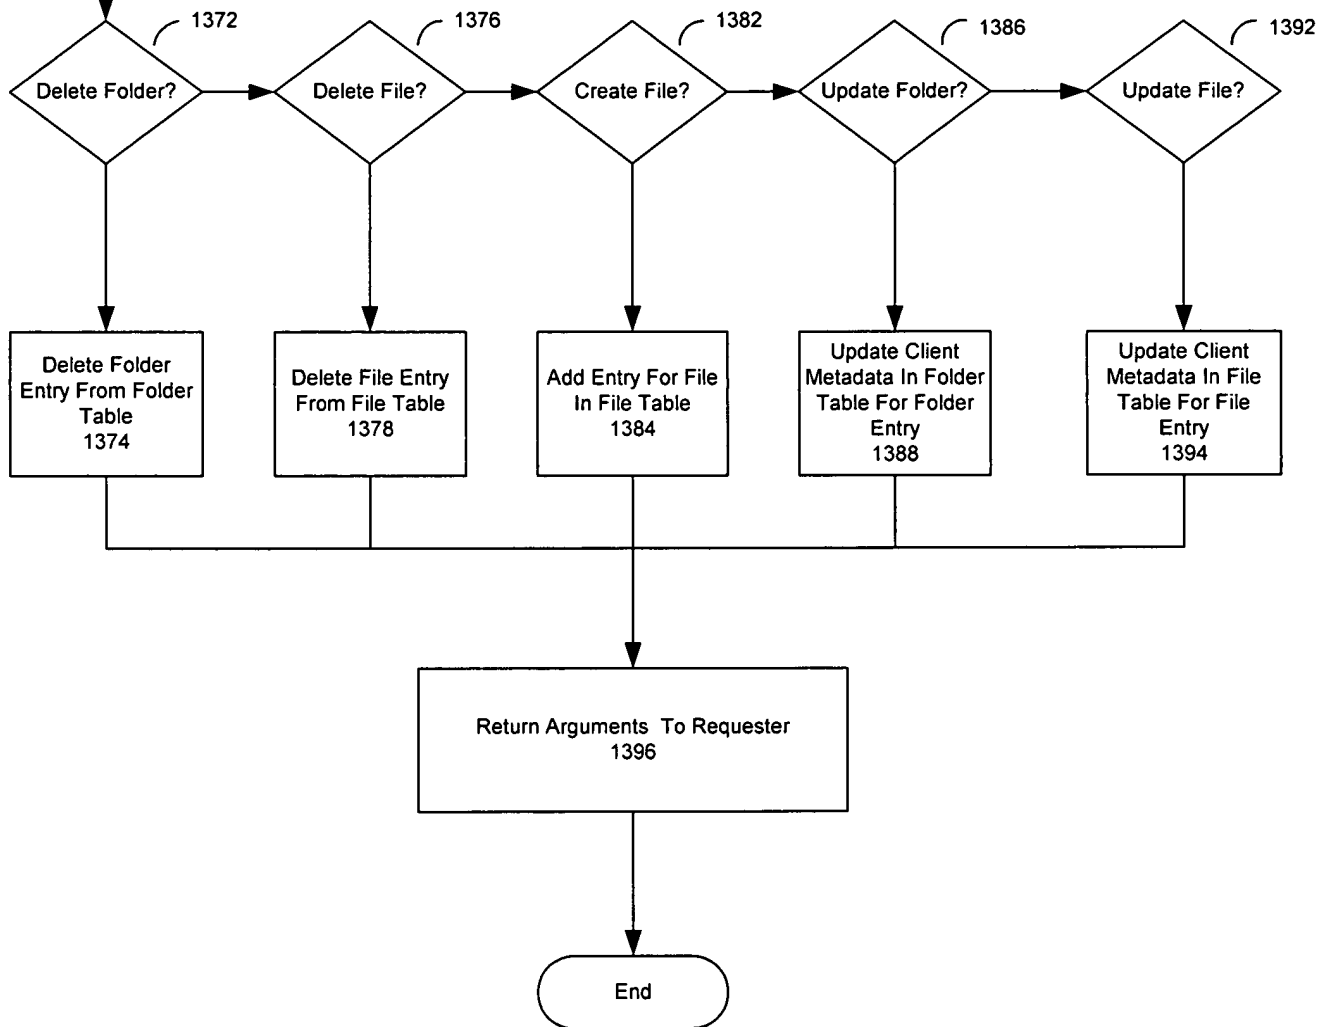 1372
1376
1382
1386
1392
Delete Folder?
Delete File?
Create File?
Update Folder?
Update File?
Delete Folder
Entry From Folder
Table
1374
Delete File Entry
From File Table
1378
Add Entry For File
In File Table
1384
Update Client
Metadata In Folder
Table For Folder
Entry
1388
Update Client
Metadata In File
Table For File
Entry
1394
Return Arguments To Requester
1396
End